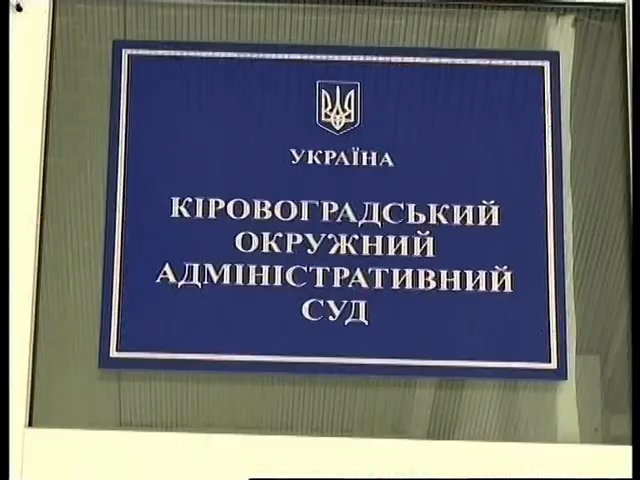 УКРАЇНА
КІРОВОГРАДСЬКИЙ
ОКРУЖНИЙ
АДМІНІСТРАТИВНИЙ
СУД